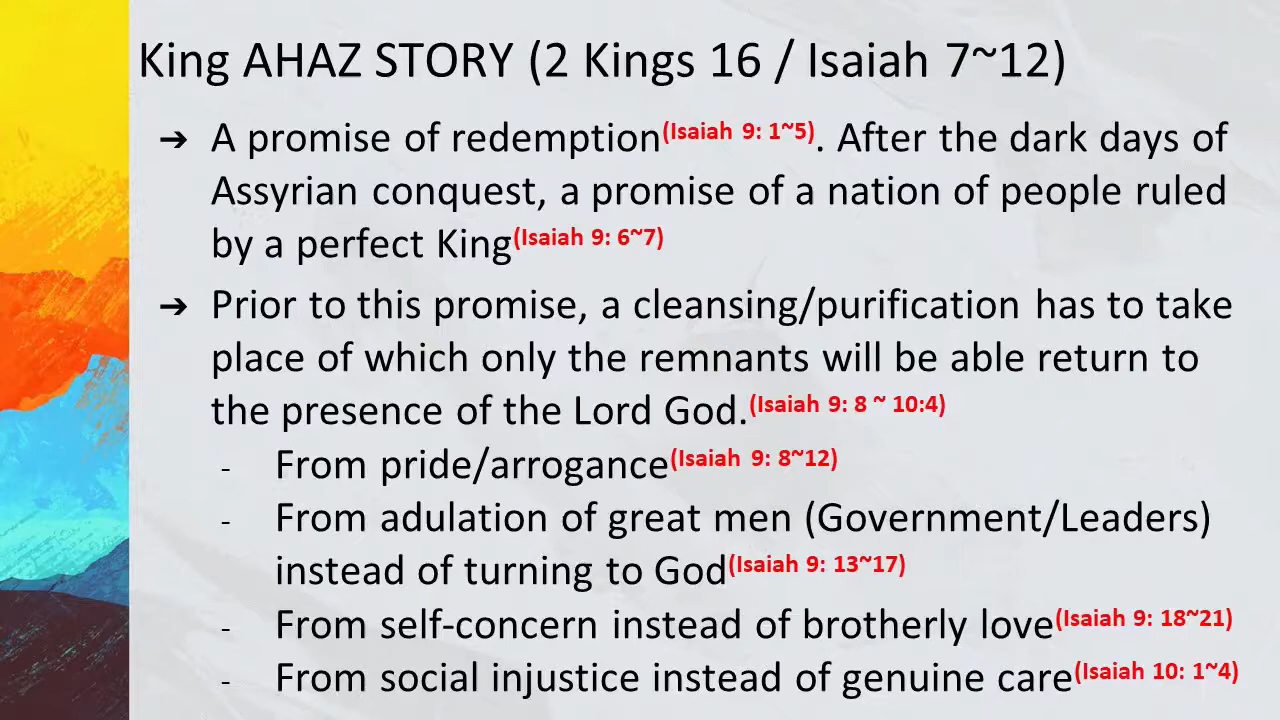 King AHAZ STORY (2 Kings 16 / Isaiah 7~12)
➔ A promise of redemption(Isaiah 9: 1~5). After the dark days of
Assyrian conquest, a promise of a nation of people ruled
by a perfect King(Isaiah 9: 6~7)
➔ Prior to this promise, a cleansing/purification has to take
place of which only the remnants will be able return to
the presence of the Lord God.(Isaiah 9: 8 ~ 10:4)
- From pride/arrogance(Isaiah 9: 8~12)
- From adulation of great men (Government/Leaders)
instead of turning to God(Isaiah 9: 13~17)
- From self-concern instead of brotherly love(Isaiah 9: 18~21)
- From social injustice instead of genuine care(Isaiah 10: 1~4)